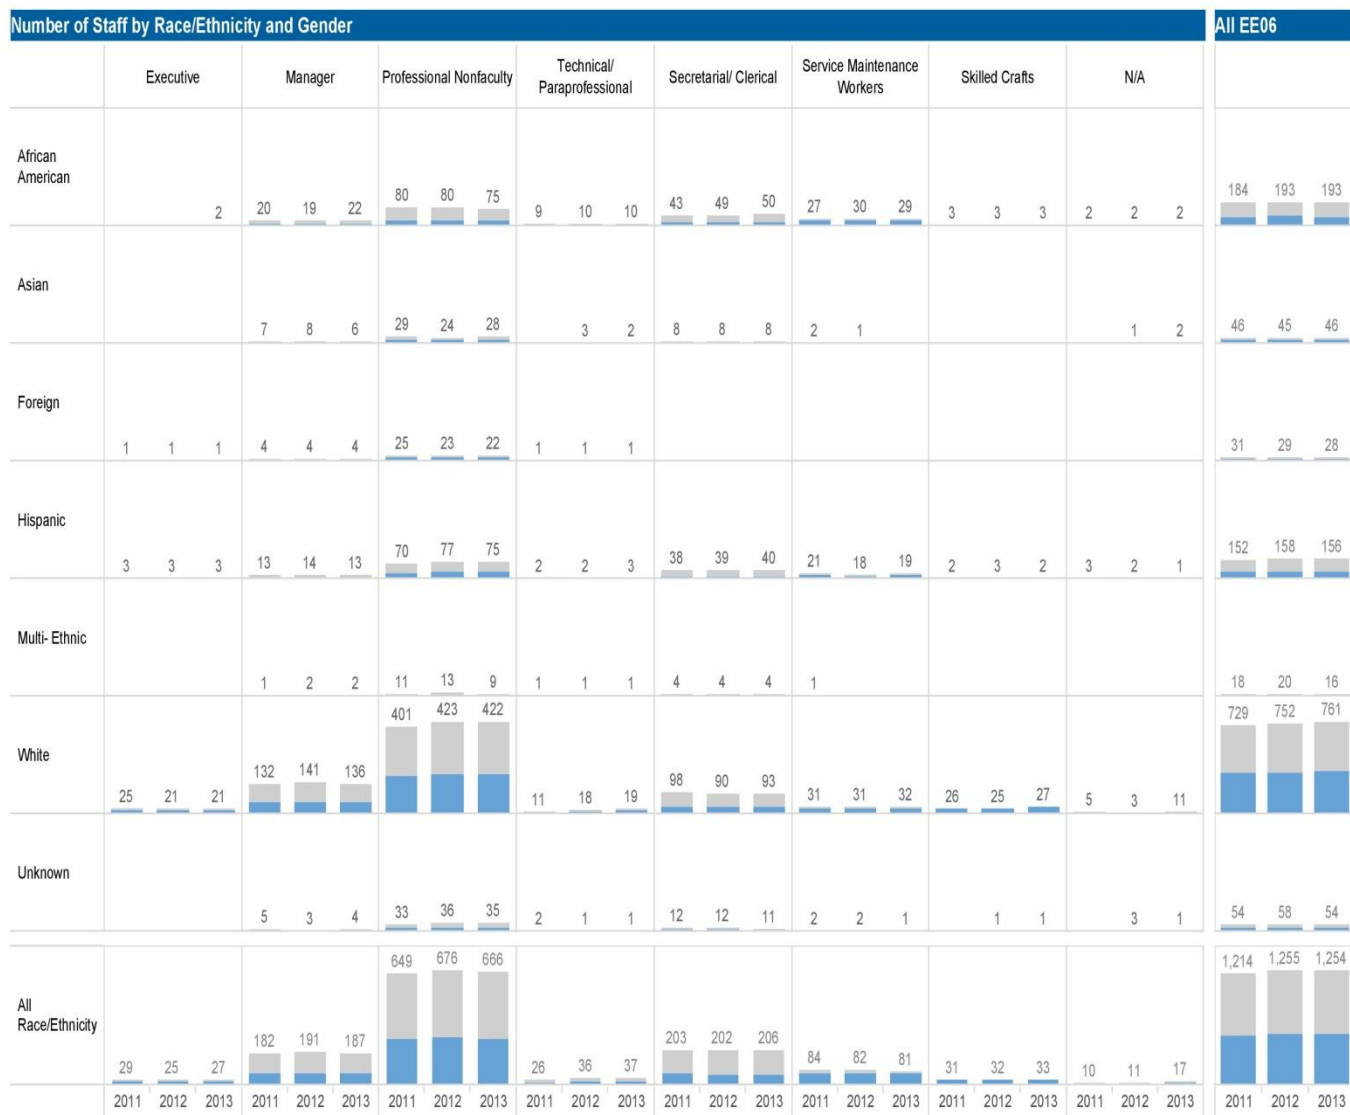 Number of Staff by Race/Ethnicity and Gender All EE06
Executive Manager Professional Nonfaculty Technical/ Paraprofessional Secretarial/ Clerical Service Maintenance Workers Skilled Crafts N/A
African
American
2 20 19 22 80 80 75 9 10 10 43 49 50 27 30 29 3 3 3 2 2 2 184 193 193
Asian
7 8 6 29 24 28 3 2 8 8 8 2 1 1 2 46 45 46
Foreign
1 1 1 4 4 4 25 23 22 1 1 1 31 29 28
Hispanic
3 3 3 13 14 13 70 77 75 2 2 3 38 39 40 21 18 19 2 3 2 3 2 1 152 158 156
Multi- Ethnic
1 2 2 11 13 9 1 1 1 4 4 4 1 18 20 16
White
25 21 21 132 141 136 401 423 422 11 18 19 98 90 93 31 31 32 26 25 27 5 3 11 729 752 761
Unknown
5 3 4 33 36 35 2 1 1 12 12 11 2 2 1 1 1 3 1 54 58 54
All
Race/Ethnicity
29 25 27 182 191 187 649 676 666 26 36 37 203 202 206 84 82 81 31 32 33 10 11 17 1,214 1,255 1,254
2011 2012 2013 2011 2012 2013 2011 2012 2013 2011 2012 2013 2011 2012 2013 2011 2012 2013 2011 2012 2013 2011 2012 2013 2011 2012 2013